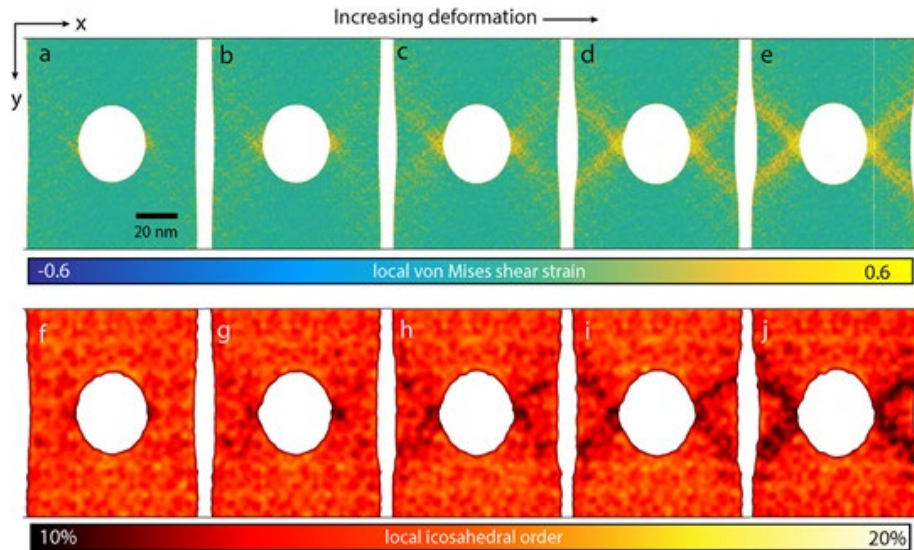 Increasing deformation
x
y
a
b
c
d
e
20 nm
-0.6 local von Mises shear strain 0.6
f
g
h
i
j
10% local icosahedral order 20%